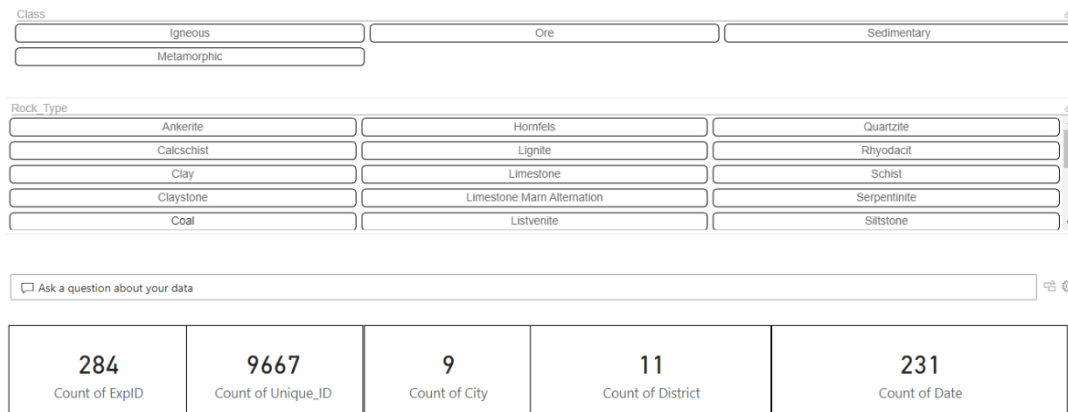 Class
Igneous Ore Sedimentary
Metamorphic
Rock_Type
Ankerite Hornfels Quartzite
Calcschist Lignite Rhyodacit
Clay Limestone Schist
Claystone Limestone Marn Alternation Serpentinite
Coal Listvenite Siltstone
Ask a question about your data
284 9667 9 11 231
Count of ExpID Count of Unique_ID Count of City Count of District Count of Date